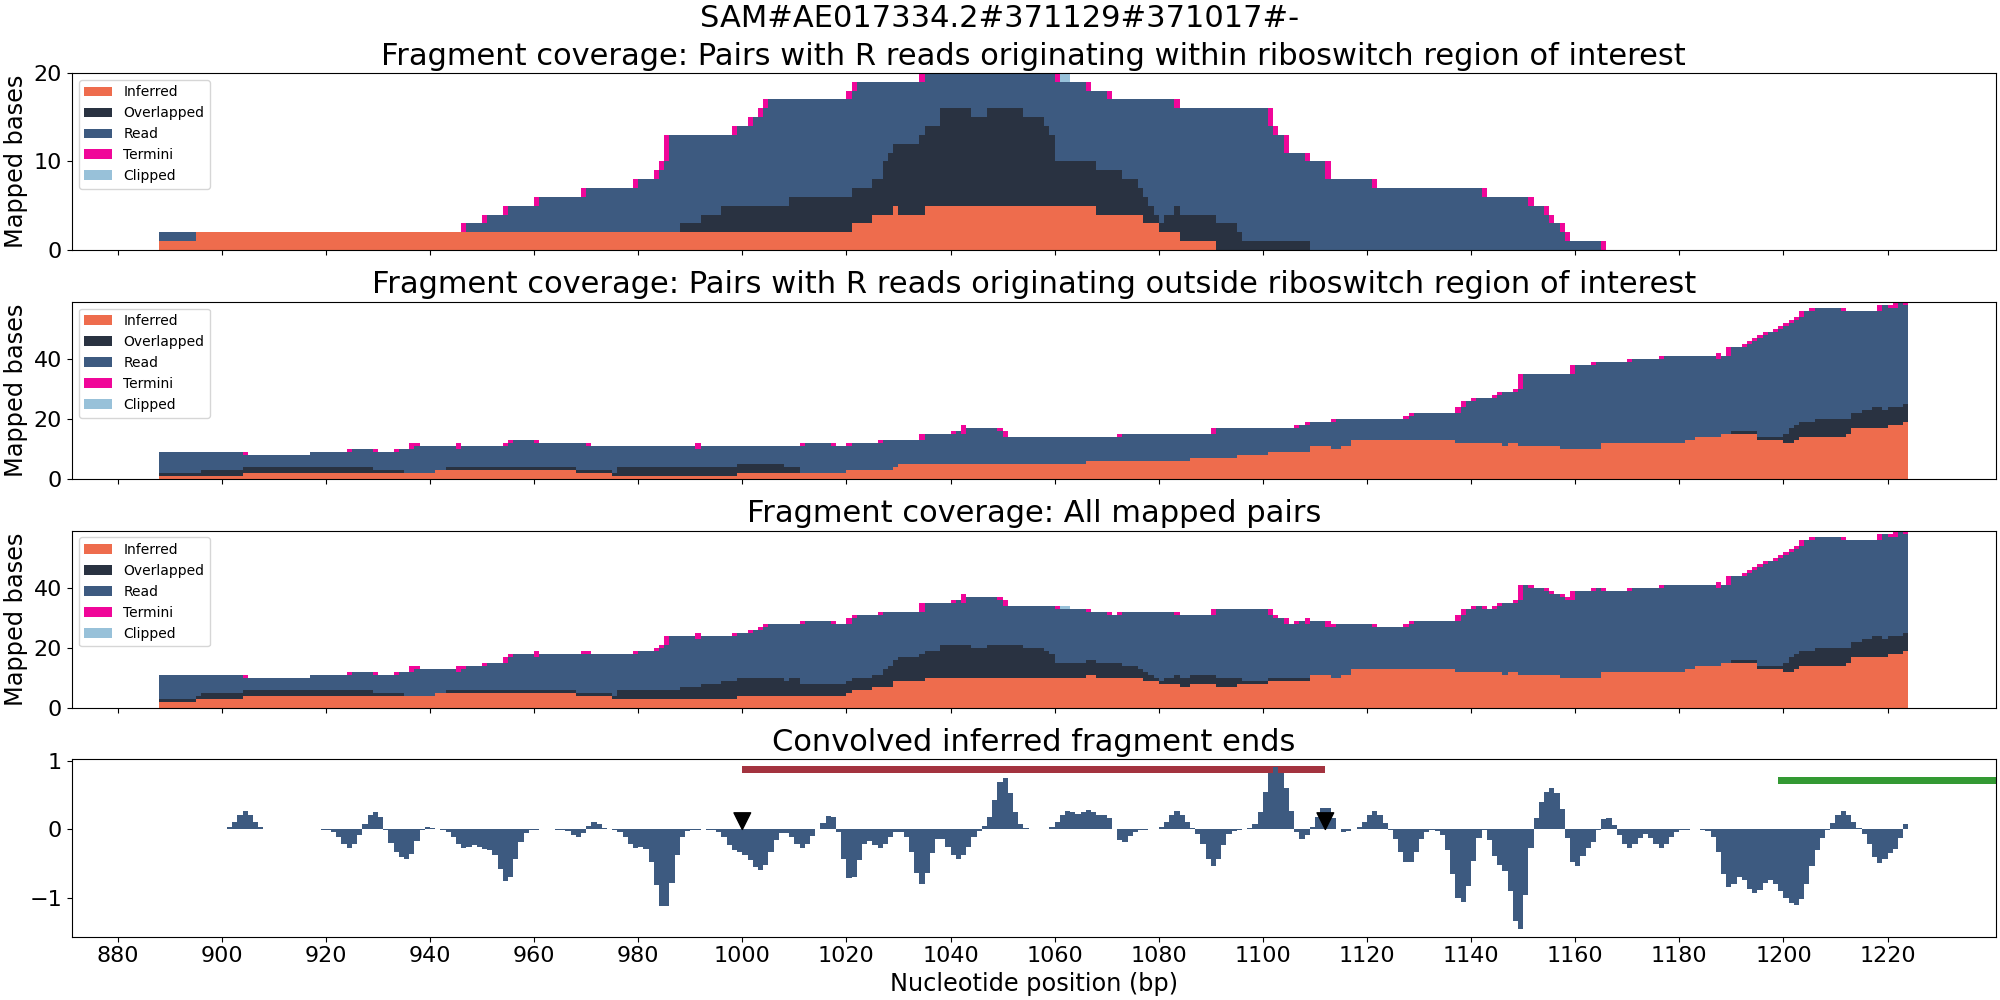 SAM#AE017334.2#371129#371017#-
Fragment coverage: Pairs with R reads originating within riboswitch region of interest
Mapped bases
20
10
0
Inferred
Overlapped
Read
Termini
Clipped
Fragment coverage: Pairs with R reads originating outside riboswitch region of interest
Mapped bases
40
20
0
Inferred
Overlapped
Read
Termini
Clipped
Fragment coverage: All mapped pairs
Mapped bases
40
20
0
Inferred
Overlapped
Read
Termini
Clipped
Convolved inferred fragment ends
1
0
−1
880 900 920 940 960 980 1000 1020 1040 1060 1080 1100 1120 1140 1160 1180 1200 1220
Nucleotide position (bp)